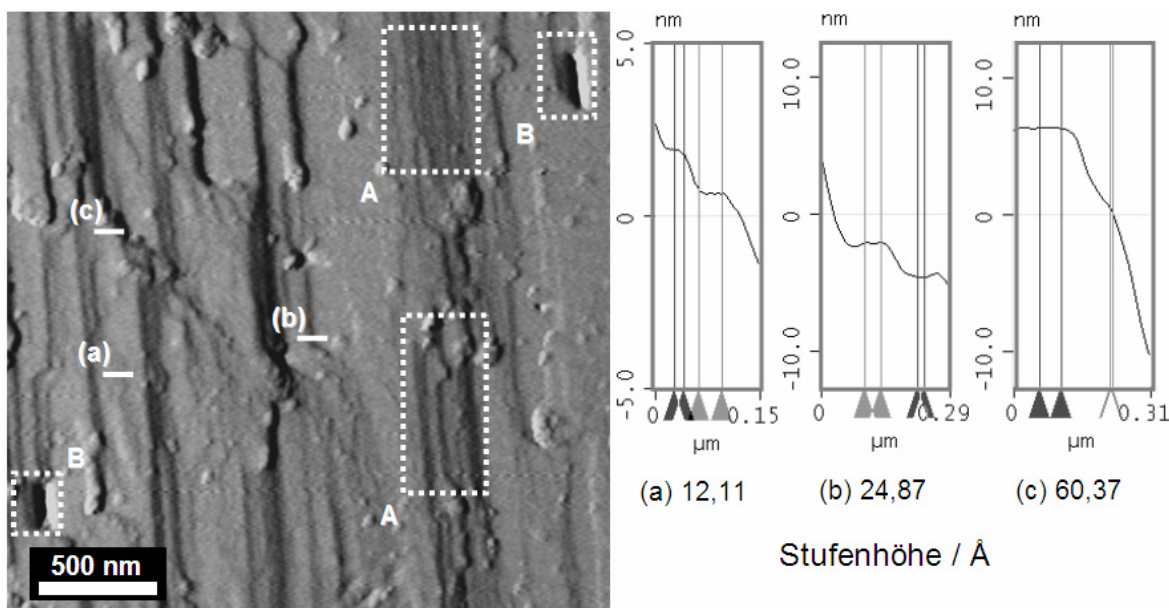 A
B
(c)
(b)
(a)
B
A
500 nm
nm
5.0
0
-5.0
0
0.15
µm
nm
10.0
0
-10.0
0
0.29
µm
nm
10.0
0
-10.0
0
0.31
µm
(a) 12,11
(b) 24,87
(c) 60,37
Stufenhöhe / Å